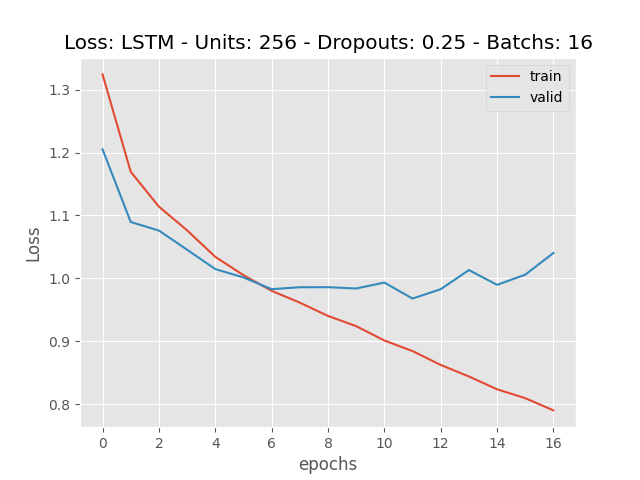 Loss: LSTM - Units: 256 - Dropouts: 0.25 - Batchs: 16
train
valid
1.3
1.2
1.1
1.0
0.9
0.8
Loss
0 2 4 6 8 10 12 14 16
epochs